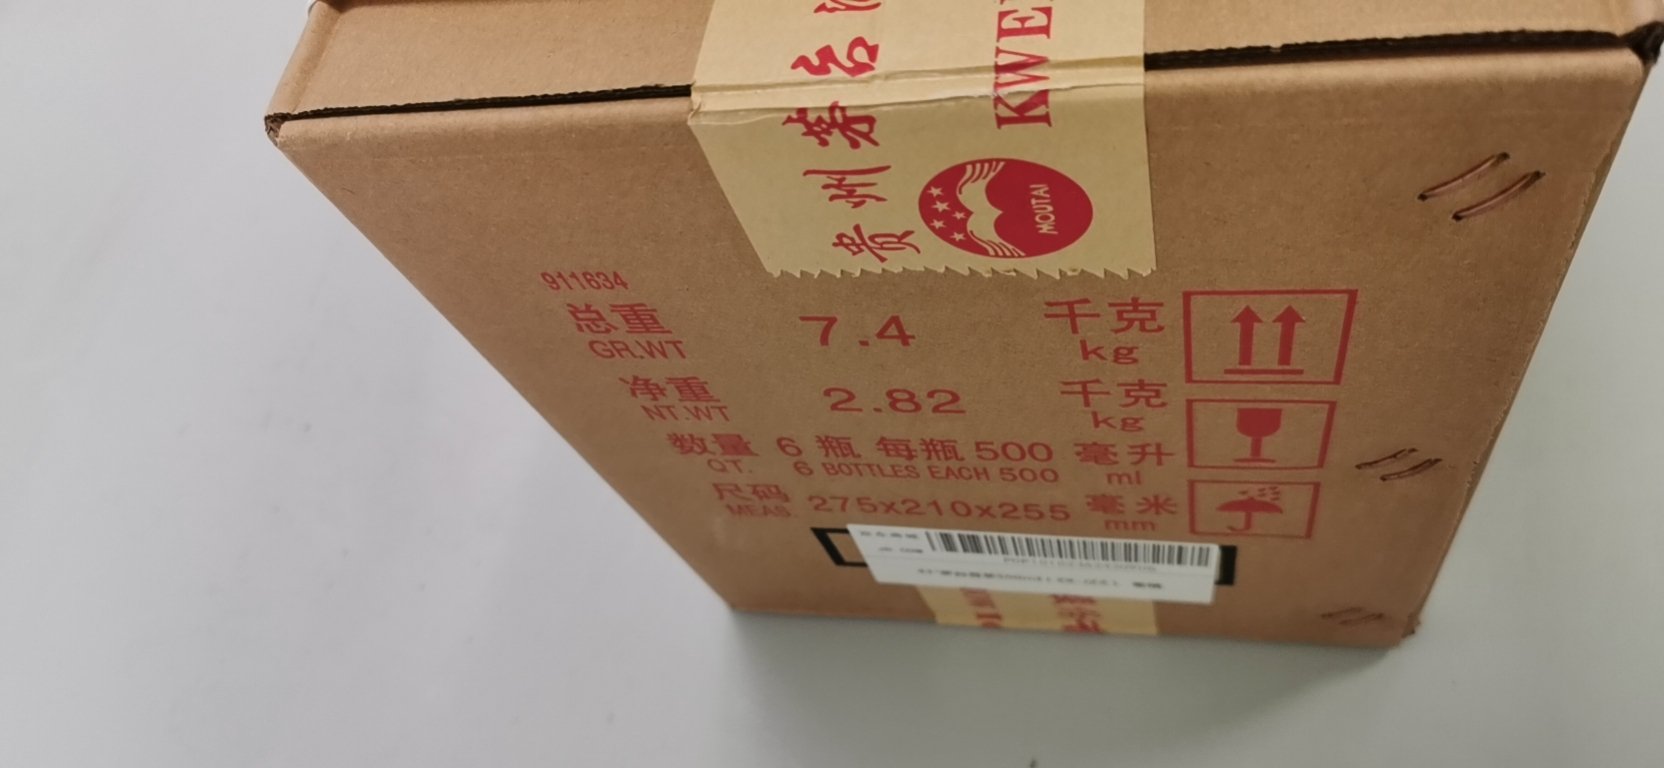 贵州茅台酒
KWEI
MOUTAI
911634
总重 7.4 千克
GR.WT kg
净重 2.82 千克
NT.WT kg
数量 6 瓶 每瓶 500 毫升
QT. 6 BOTTLES EACH 500 ml
尺码 275x210x255 毫米
MEAS mm